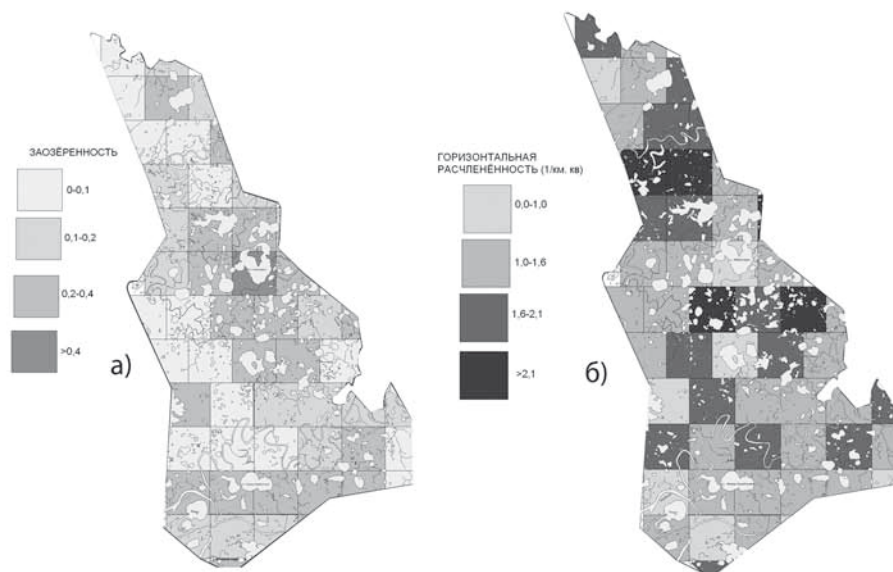 ЗАОЗЁРЕННОСТЬ
0-0,1
0,1-0,2
0,2-0,4
>0,4
а)
ГОРИЗОНТАЛЬНАЯ
РАСЧЛЕНЁННОСТЬ (1/км. кв)
0,0-1,0
1,0-1,6
1,6-2,1
>2,1
б)